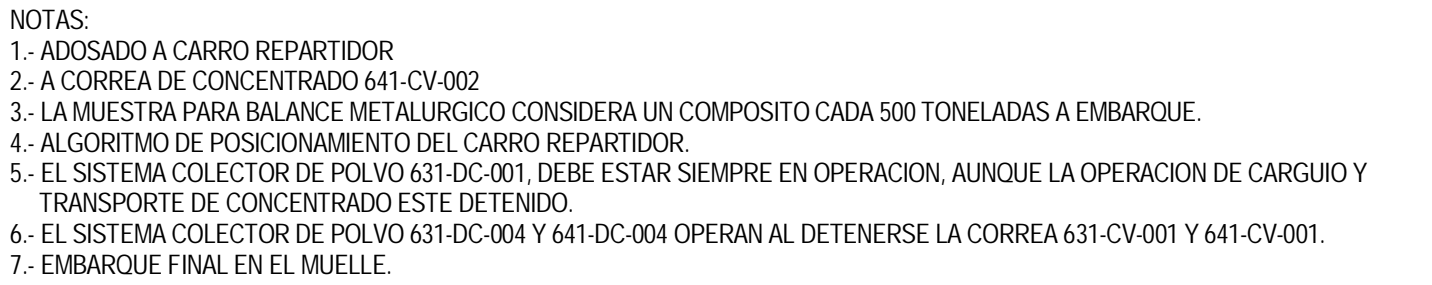 NOTAS:
1.- ADOSADO A CARRO REPARTIDOR
2.- A CORREA DE CONCENTRADO 641-CV-002
3.- LA MUESTRA PARA BALANCE METALURGICO CONSIDERA UN COMPOSITO CADA 500 TONELADAS A EMBARQUE.
4.- ALGORITMO DE POSICIONAMIENTO DEL CARRO REPARTIDOR.
5.- EL SISTEMA COLECTOR DE POLVO 631-DC-001, DEBE ESTAR SIEMPRE EN OPERACION, AUNQUE LA OPERACION DE CARGUIO Y
TRANSPORTE DE CONCENTRADO ESTE DETENIDO.
6.- EL SISTEMA COLECTOR DE POLVO 631-DC-004 Y 641-DC-004 OPERAN AL DETENERSE LA CORREA 631-CV-001 Y 641-CV-001.
7.- EMBARQUE FINAL EN EL MUELLE.